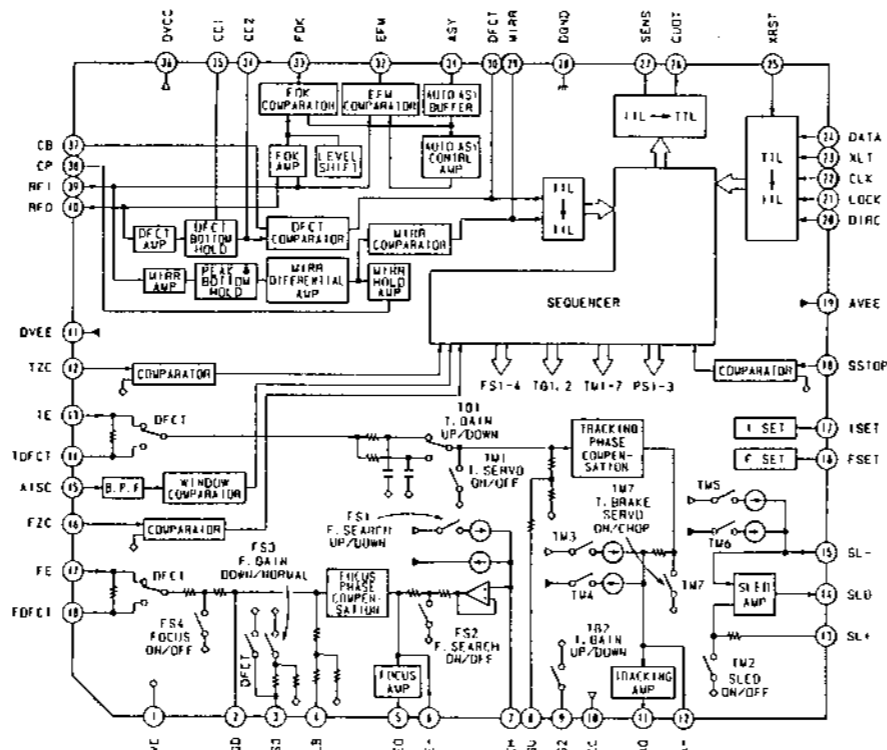 DVCC
CC1
CC2
FOK
EFM
ASY
DFCT
MIRR
DGND
SENS
COUT
XRST
36
35
34
33
32
31
30
29
28
27
26
25
FOK
COMPARATOR
EFM
COMPARATOR
AUTO ASY
BUFFER
TTL
TTL
FOK
AMP
LEVEL
SHIFT
AUTO ASY
CONTRL
AMP
CB 37
CP 38
RFI 39
RFO 40
24 DATA
23 XLT
22 CLK
21 LOCK
20 DIRC
TTL
DFCT
AMP
DFCT
BOTTOM
HOLD
DFCT
COMPARATOR
MIRR
COMPARATOR
TTL
MIRR
AMP
PEAK &
BOTTOM
HOLD
MIRR
DIFFERENTIAL
AMP
MIRR
HOLD
AMP
SEQUENCER
19 AVEE
DVEE 41
TZC 42
COMPARATOR
FS1-4
TG1, 2
TM1-7
PS1-3
COMPARATOR
18 SSTOP
TE 43
DFCT
TDFCT 44
TG1
T. GAIN
UP/DOWN
TM1
T. SERVO
ON/OFF
TRACKING
PHASE
COMPEN-
SATION
I SET
17 ISET
F SET
16 FSET
ATSC 45
B.P.F
WINDOW
COMPARATOR
FZC 46
COMPARATOR
FS1
F. SEARCH
UP/DOWN
TM7
T. BRAKE
SERVO
ON/CHOP
TM5
TM6
15 SL-
FS3
F. GAIN
DOWN/NORMAL
TM3
TM4
TM7
FE 47
DFCT
FDFCT 48
FOCUS
PHASE
COMPEN-
SATION
SLED
AMP
14 SLO
13 SL+
FS4
FOCUS
ON/OFF
FS2
F. SEARCH
ON/OFF
TG2
T. GAIN
UP/DOWN
TM2
SLED
ON/OFF
DFCT
FOCUS
AMP
TRACKING
AMP
1
2
3
4
5
6
7
8
9
10
11
12